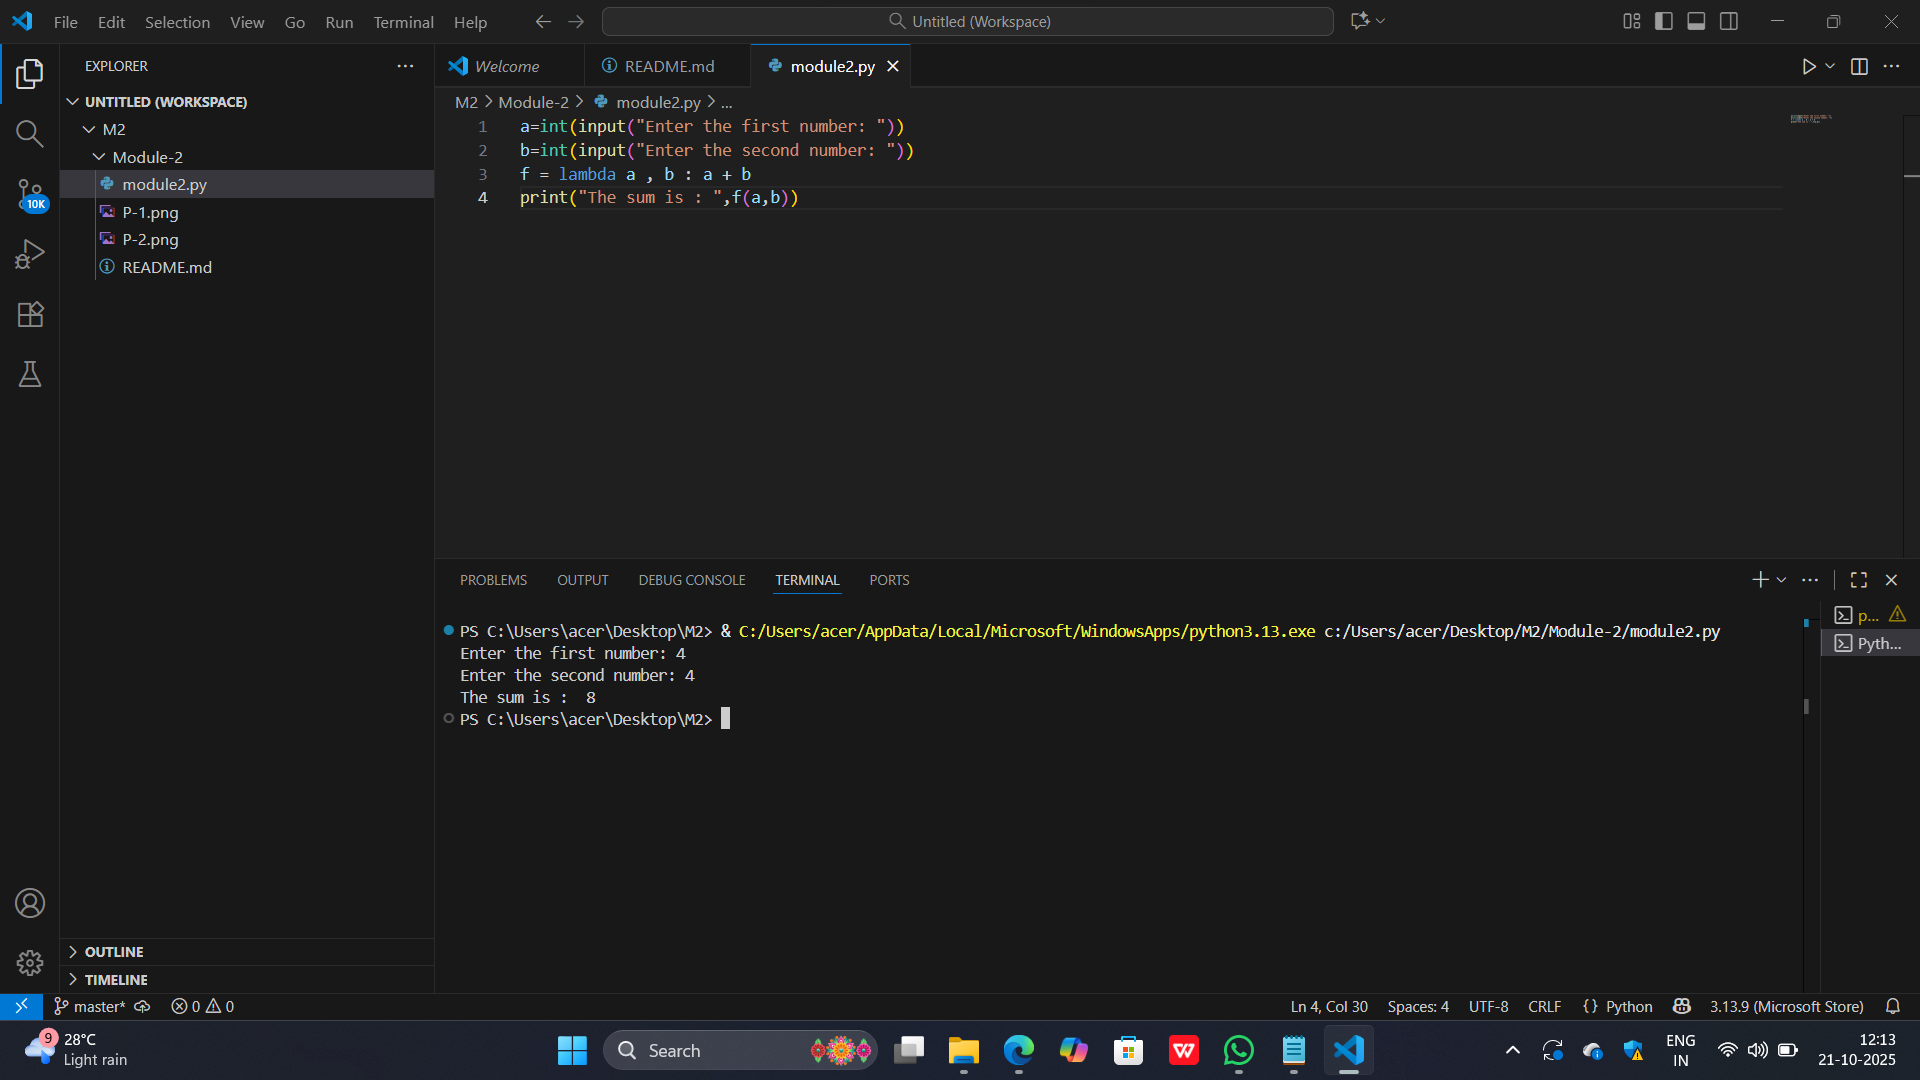 File Edit Selection View Go Run Terminal Help
Untitled (Workspace)
EXPLORER
UNTITLED (WORKSPACE)
M2
Module-2
module2.py
P-1.png
P-2.png
README.md
10K
OUTLINE
TIMELINE
Welcome README.md module2.py
M2 > Module-2 > module2.py > ...
1 a=int(input("Enter the first number: "))
2 b=int(input("Enter the second number: "))
3 f = lambda a , b : a + b
4 print("The sum is : ",f(a,b))
PROBLEMS OUTPUT DEBUG CONSOLE TERMINAL PORTS
PS C:\Users\acer\Desktop\M2> & C:/Users/acer/AppData/Local/Microsoft/WindowsApps/python3.13.exe c:/Users/acer/Desktop/M2/Module-2/module2.py
Enter the first number: 4
Enter the second number: 4
The sum is :  8
PS C:\Users\acer\Desktop\M2>
p...
Pyth...
master* 0 0 Ln 4, Col 30 Spaces: 4 UTF-8 CRLF {} Python 3.13.9 (Microsoft Store)
9
28°C
Light rain
Search
ENG
IN
12:13
21-10-2025